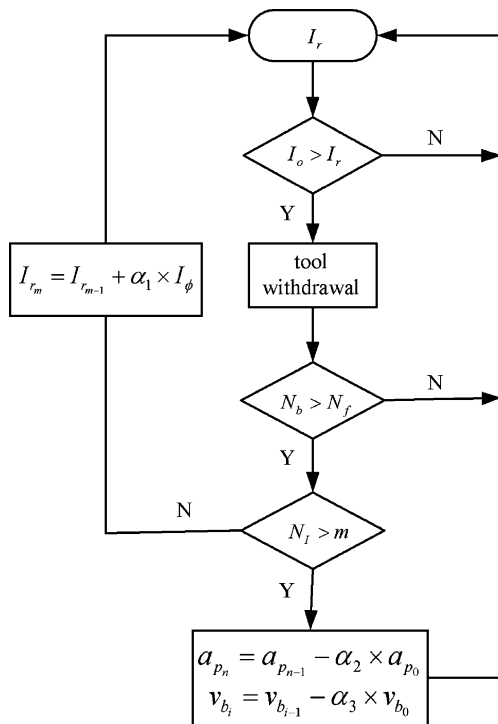 I_r
I_o > I_r
N
Y
tool
withdrawal
I_{r_m} = I_{r_{m-1}} + α_1 × I_ϕ
N_b > N_f
N
Y
N_I > m
N
Y
a_{p_n} = a_{p_{n-1}} − α_2 × a_{p_0}
v_{b_i} = v_{b_{i-1}} − α_3 × v_{b_0}